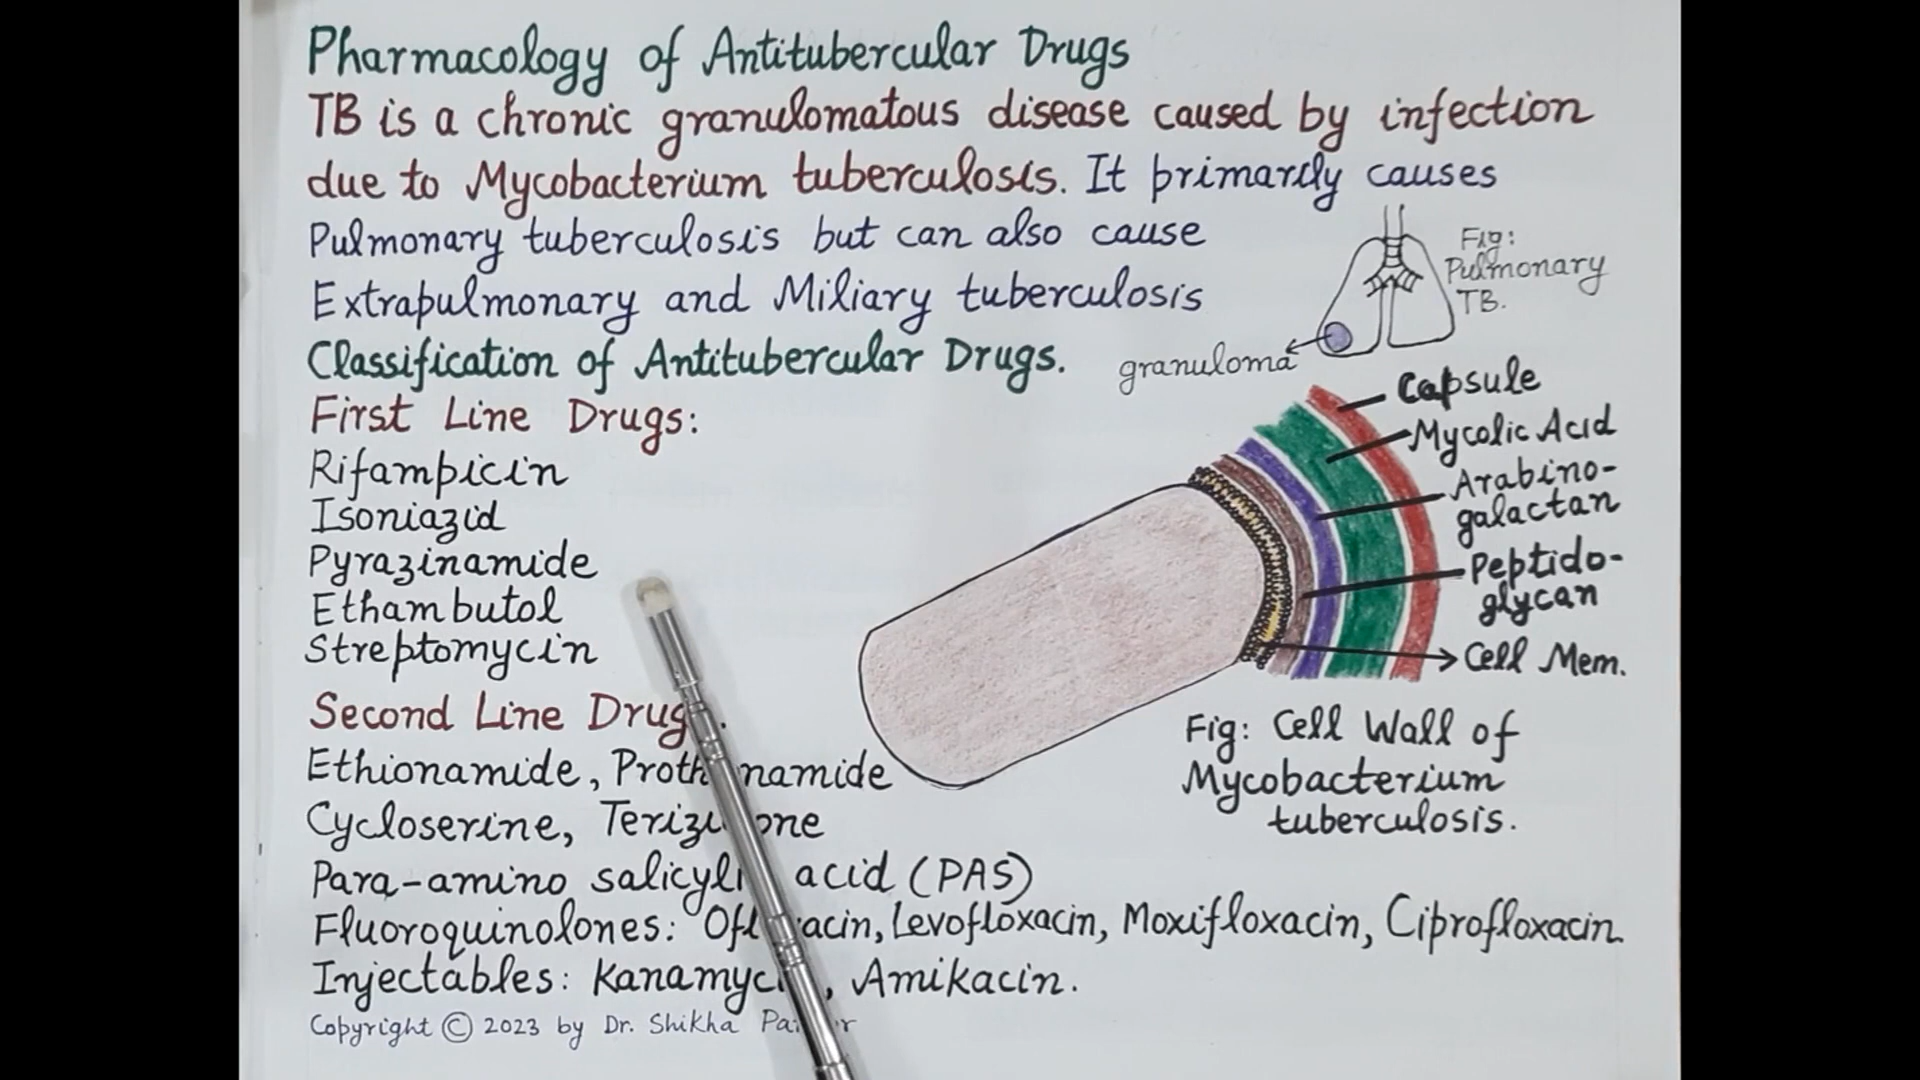 Pharmacology of Antitubercular Drugs
TB is a chronic granulomatous disease caused by infection
due to Mycobacterium tuberculosis. It primarily causes
Pulmonary tuberculosis but can also cause
Extrapulmonary and Miliary tuberculosis
Fig:
Pulmonary
TB.
granuloma
Classification of Antitubercular Drugs.
First Line Drugs:
Rifampicin
Isoniazid
Pyrazinamide
Ethambutol
Streptomycin
Capsule
Mycolic Acid
Arabino-
galactan
Peptido-
glycan
Cell Mem.
Fig: Cell Wall of
Mycobacterium
tuberculosis.
Second Line
Ethionamide,
Cycloserine,
Para-amino acid (PAS)
Fluoroquinolones: Levofloxacin, Moxifloxacin, Ciprofloxacin.
Injectables: Amikacin.
Copyright © 2023 by Dr. Shikha